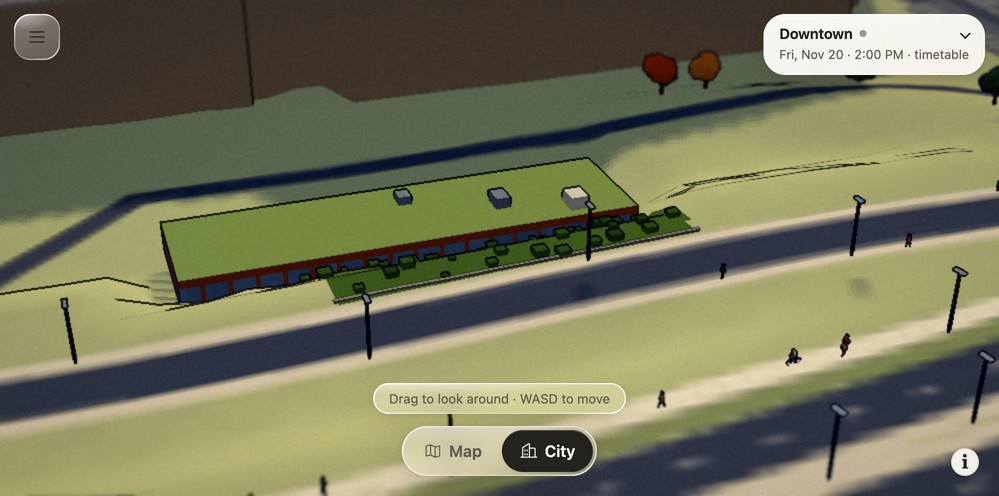 Downtown
Fri, Nov 20 · 2:00 PM · timetable
Drag to look around · WASD to move
Map
City
i